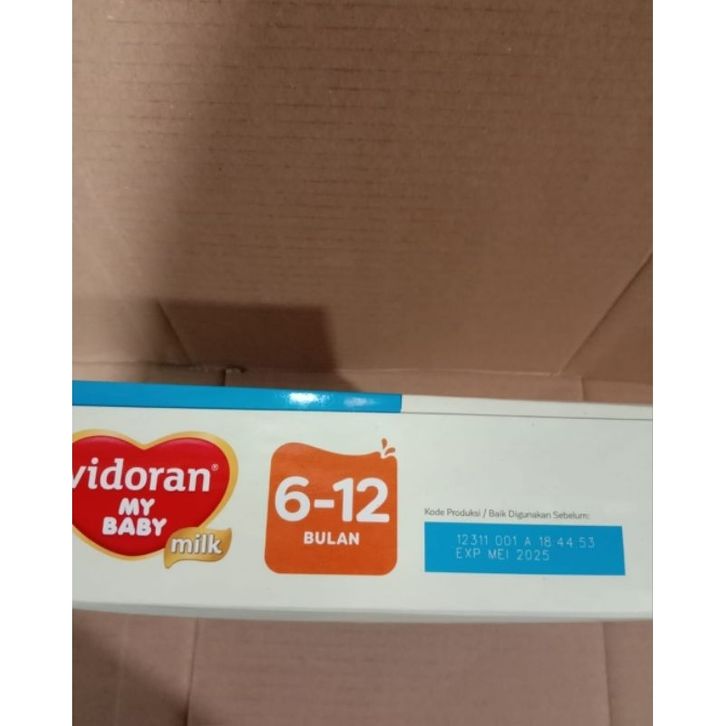 vidoran®
MY
BABY
milk
6-12
BULAN
Kode Produksi / Baik Digunakan Sebelum:
12311 001 A 18:44:53
EXP MEI 2025